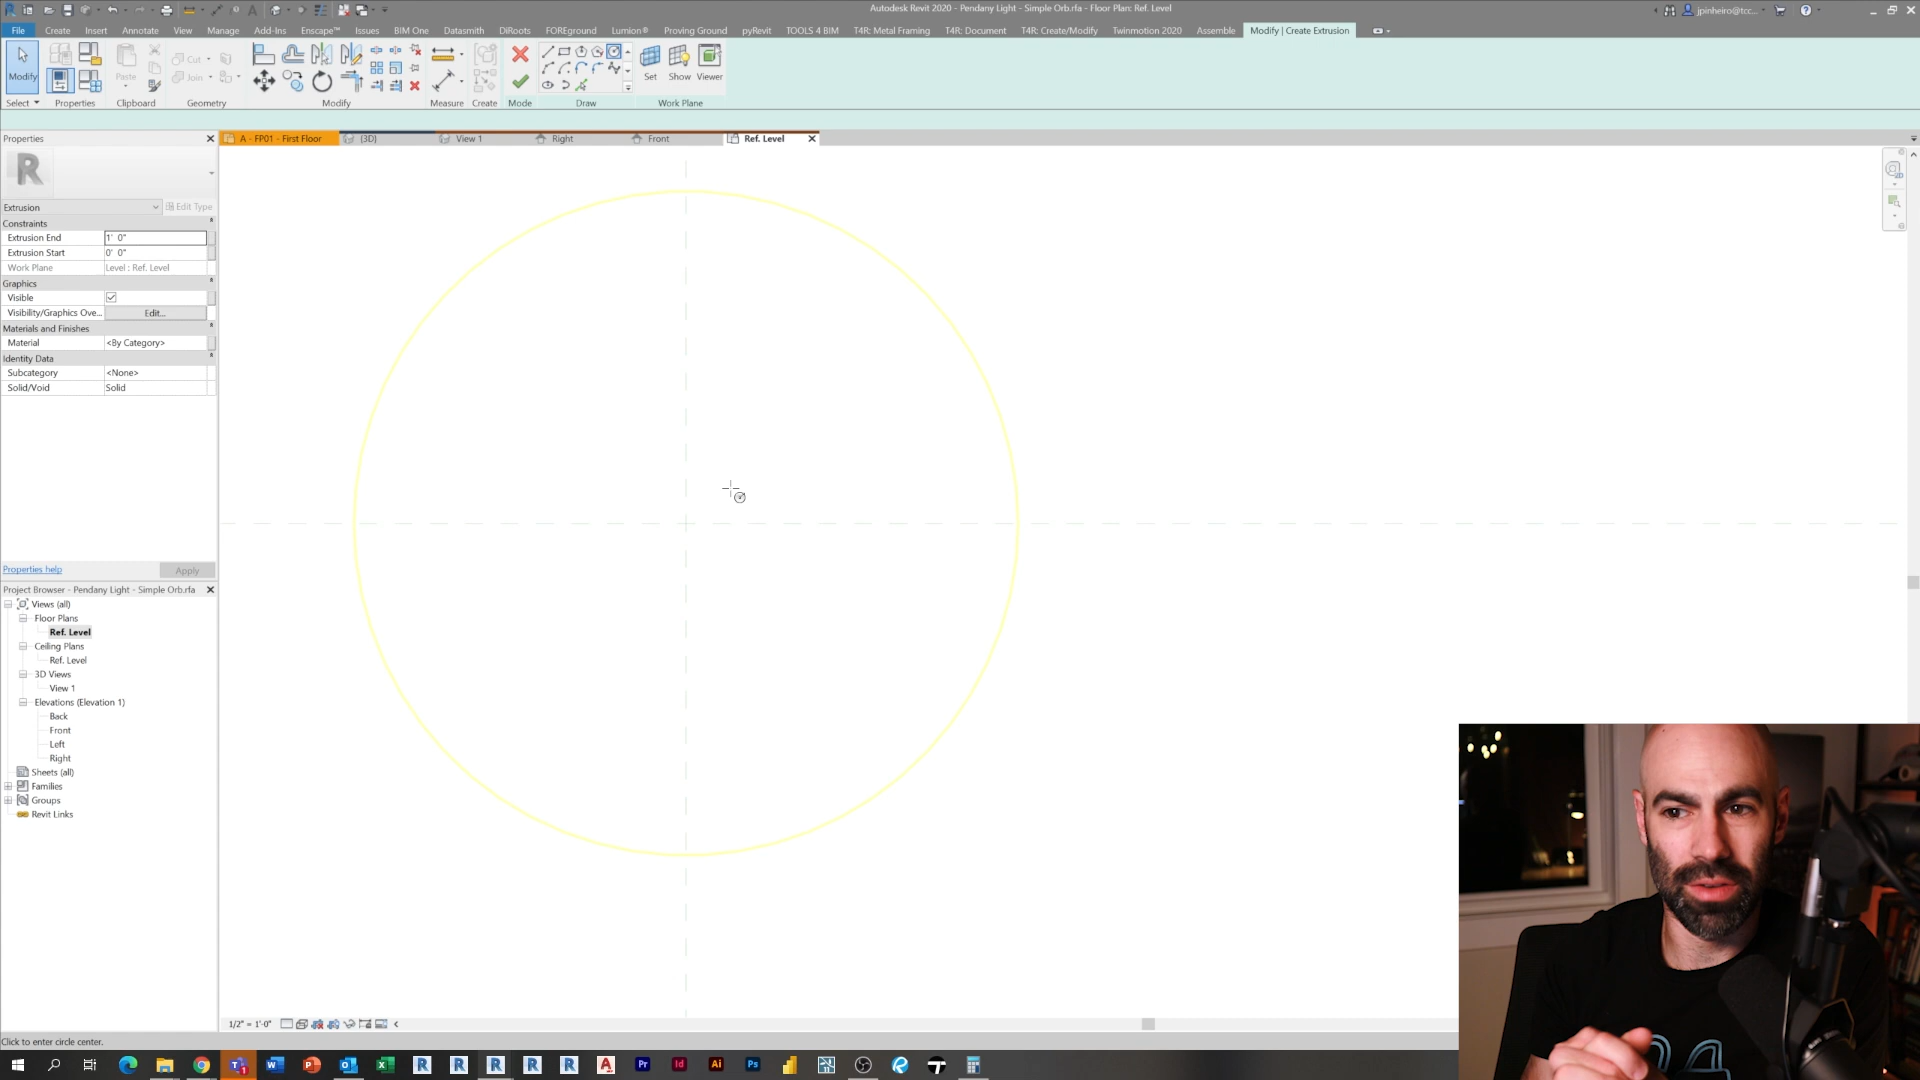 Autodesk Revit 2020 - Pendany Light - Simple Orb.rfa - Floor Plan: Ref. Level
jpinheiro@tcc...
File Create Insert Annotate View Manage Add-Ins Enscape™ Issues BIM One Datasmith DiRoots FOREground Lumion® Proving Ground pyRevit TOOLS 4 BIM T4R: Metal Framing T4R: Document T4R: Create/Modify Twinmotion 2020 Assemble Modify | Create Extrusion
Modify Paste Cut Join Set Show Viewer
Select Properties Clipboard Geometry Modify Measure Create Mode Draw Work Plane
Properties
A - FP01 - First Floor {3D} View 1 Right Front Ref. Level
R
Extrusion Edit Type
Constraints
Extrusion End 1' 0"
Extrusion Start 0' 0"
Work Plane Level : Ref. Level
Graphics
Visible
Visibility/Graphics Ove... Edit...
Materials and Finishes
Material <By Category>
Identity Data
Subcategory <None>
Solid/Void Solid
Properties help Apply
Project Browser - Pendany Light - Simple Orb.rfa
Views (all)
Floor Plans
Ref. Level
Ceiling Plans
Ref. Level
3D Views
View 1
Elevations (Elevation 1)
Back
Front
Left
Right
Sheets (all)
Families
Groups
Revit Links
1/2" = 1'-0"
Click to enter circle center.